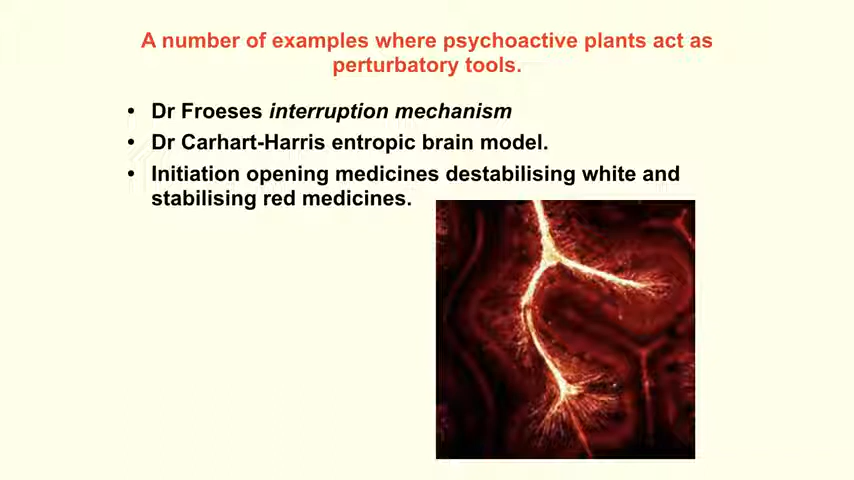 A number of examples where psychoactive plants act as
perturbatory tools.
• Dr Froeses interruption mechanism
• Dr Carhart-Harris entropic brain model.
• Initiation opening medicines destabilising white and
stabilising red medicines.